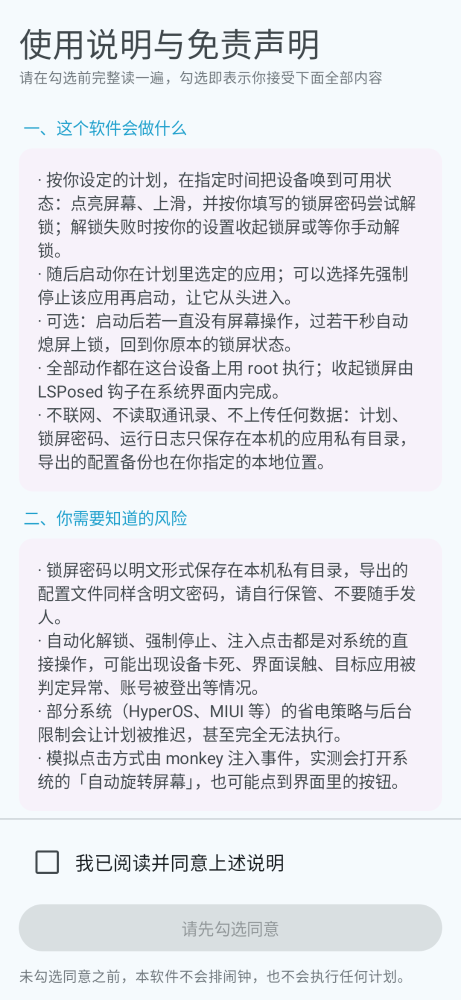 使用说明与免责声明
请在勾选前完整读一遍，勾选即表示你接受下面全部内容
一、这个软件会做什么
· 按你设定的计划，在指定时间把设备唤到可用状
态：点亮屏幕、上滑，并按你填写的锁屏密码尝试解
锁；解锁失败时按你的设置收起锁屏或等你手动解
锁。
· 随后启动你在计划里选定的应用；可以选择先强制
停止该应用再启动，让它从头进入。
· 可选：启动后若一直没有屏幕操作，过若干秒自动
熄屏上锁，回到你原本的锁屏状态。
· 全部动作都在这台设备上用 root 执行；收起锁屏由
LSPosed 钩子在系统界面内完成。
· 不联网、不读取通讯录、不上传任何数据：计划、
锁屏密码、运行日志只保存在本机的应用私有目录，
导出的配置备份也在你指定的本地位置。
二、你需要知道的风险
· 锁屏密码以明文形式保存在本机私有目录，导出的
配置文件同样含明文密码，请自行保管、不要随手发
人。
· 自动化解锁、强制停止、注入点击都是对系统的直
接操作，可能出现设备卡死、界面误触、目标应用被
判定异常、账号被登出等情况。
· 部分系统（HyperOS、MIUI 等）的省电策略与后台
限制会让计划被推迟，甚至完全无法执行。
· 模拟点击方式由 monkey 注入事件，实测会打开系
统的「自动旋转屏幕」，也可能点到界面里的按钮。
我已阅读并同意上述说明
请先勾选同意
未勾选同意之前，本软件不会排闹钟，也不会执行任何计划。